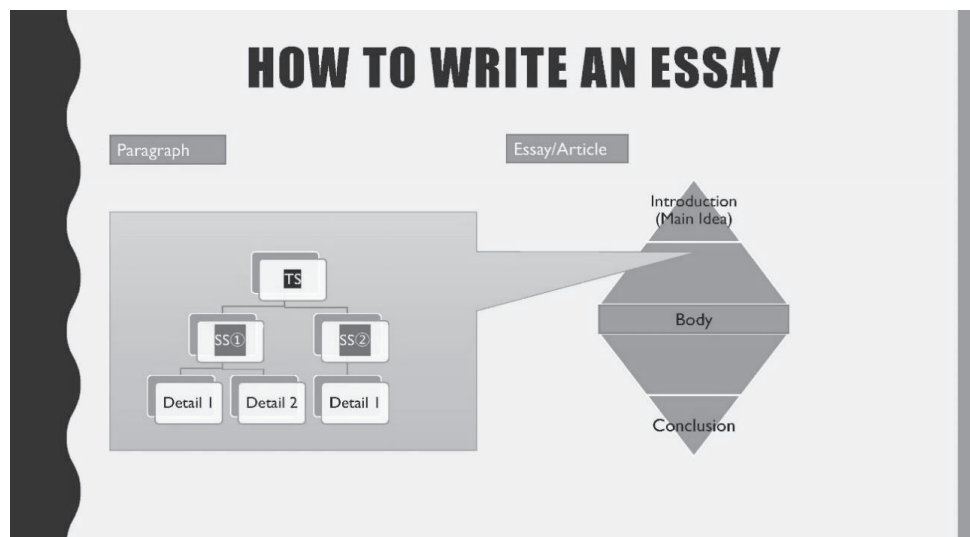 HOW TO WRITE AN ESSAY
Paragraph
Essay/Article
TS
SS①
SS②
Detail 1
Detail 2
Detail 1
Introduction
(Main Idea)
Body
Conclusion